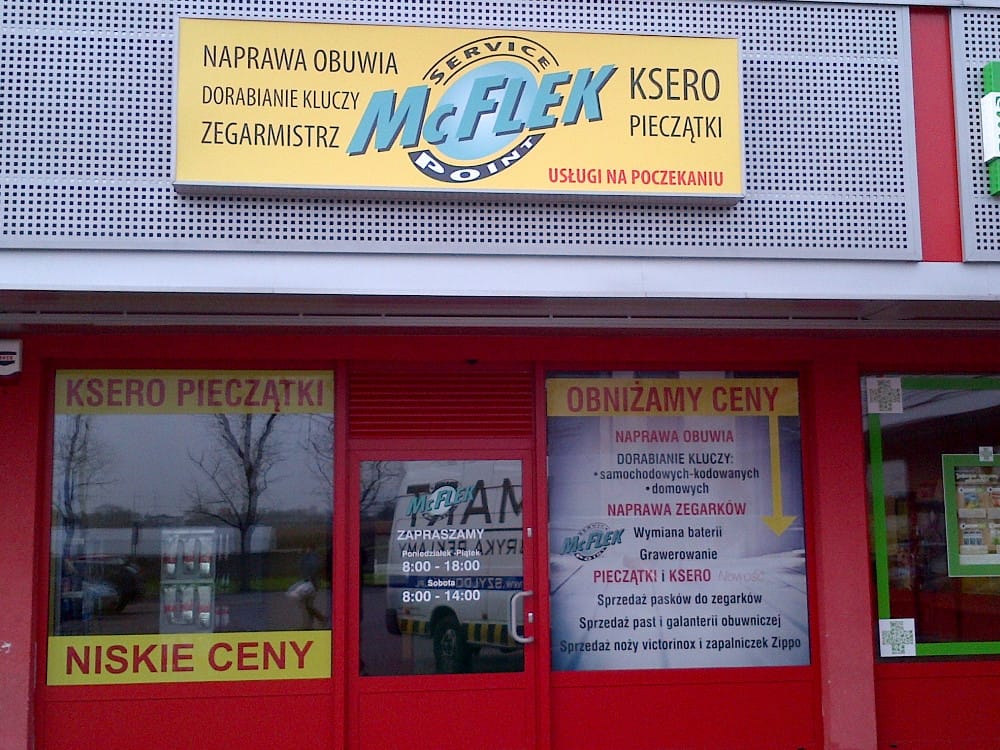 NAPRAWA OBUWIA
DORABIANIE KLUCZY
ZEGARMISTRZ
SERVICE
McFLEK
POINT
KSERO
PIECZĄTKI
USŁUGI NA POCZEKANIU
KSERO PIECZĄTKI
NISKIE CENY
McFLEK
ZAPRASZAMY
Poniedziałek -Piątek
8:00 - 18:00
Sobota
8:00 - 14:00
MART
OBNIŻAMY CENY
NAPRAWA OBUWIA
DORABIANIE KLUCZY:
•samochodowych-kodowanych
•domowych
NAPRAWA ZEGARKÓW
Wymiana baterii
Grawerowanie
SERVICE
McFLEK
POINT
PIECZĄTKI i KSERO Nowość
Sprzedaż pasków do zegarków
Sprzedaż past i galanterii obuwniczej
Sprzedaż noży victorinox i zapalniczek Zippo